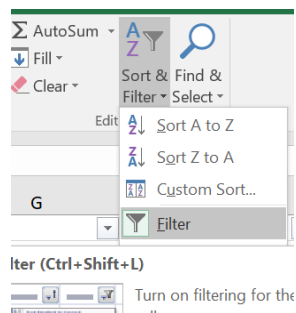 AutoSum
Fill
Clear
Sort & Filter
Find & Select
Edit
Sort A to Z
Sort Z to A
Custom Sort...
G
Filter
lter (Ctrl+Shift+L)
Turn on filtering for the